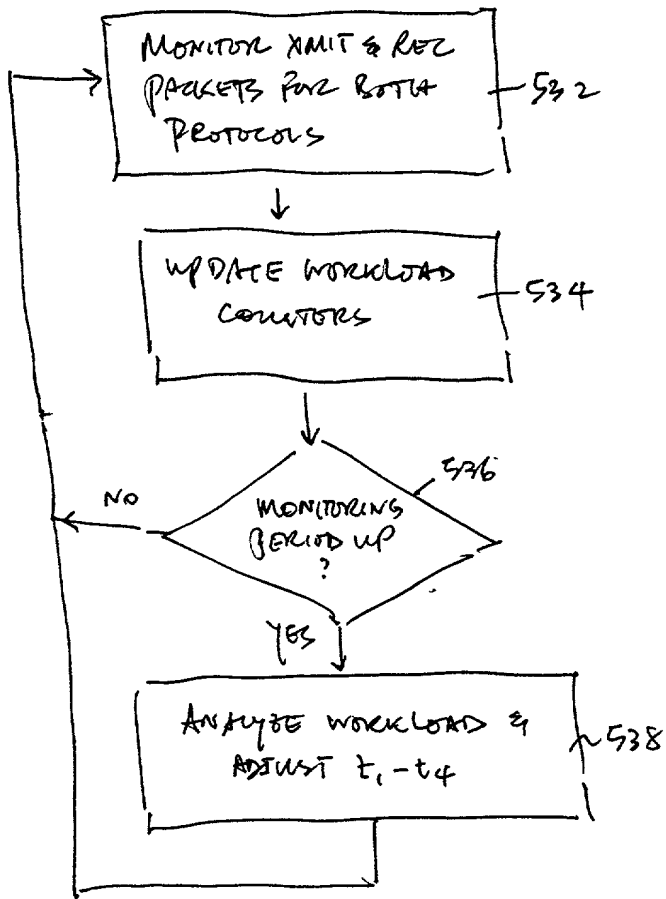 MONITOR XMIT & REC
PACKETS FOR BOTH
PROTOCOLS
532
UPDATE WORKLOAD
COUNTERS
534
536
NO
MONITORING
PERIOD UP
?
YES
ANALYZE WORKLOAD &
ADJUST t₁-t₄
538